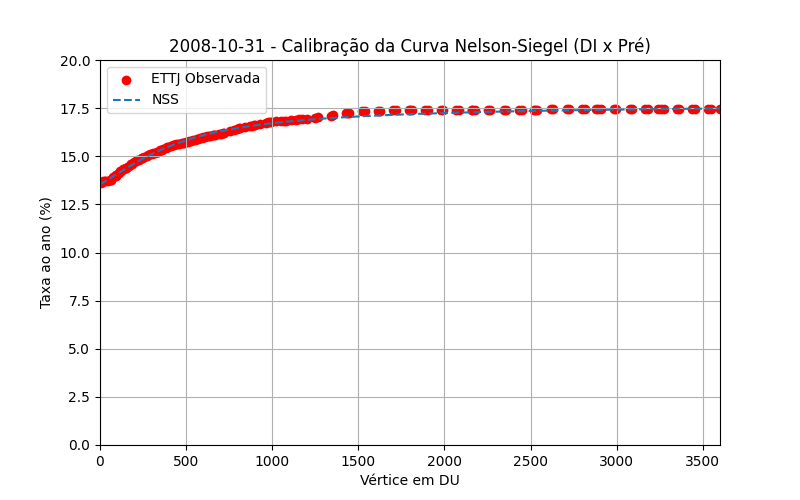 2008-10-31 - Calibração da Curva Nelson-Siegel (DI x Pré)
ETTJ Observada
NSS
20.0
17.5
15.0
12.5
10.0
7.5
5.0
2.5
0.0
Taxa ao ano (%)
0 500 1000 1500 2000 2500 3000 3500
Vértice em DU